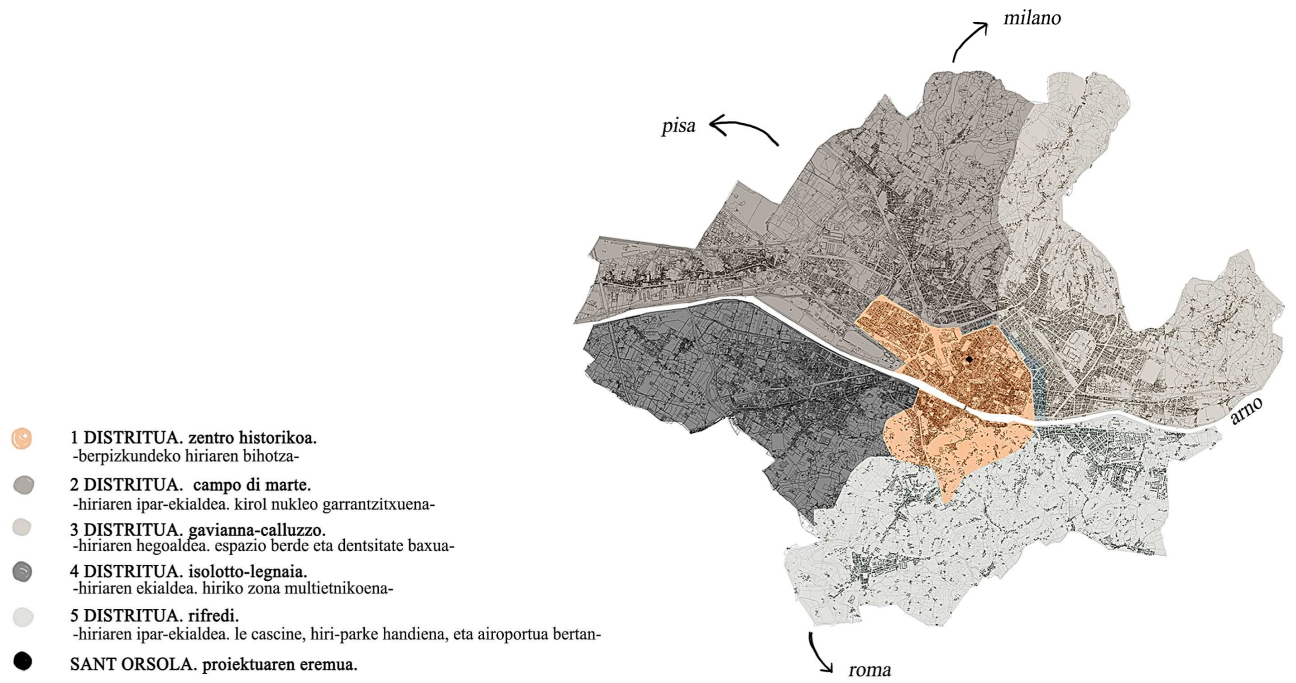 milano
pisa
arno
roma
1 DISTRITUA. zentro historikoa.
-berpizkundeko hiriaren bihotza-
2 DISTRITUA. campo di marte.
-hiriaren ipar-ekialdea. kirol nukleo garrantzitxuena-
3 DISTRITUA. gavianna-calluzzo.
-hiriaren hegoaldea. espazio berde eta dentsitate baxua-
4 DISTRITUA. isolotto-legnaia.
-hiriaren ekialdea. hiriko zona multietnikoena-
5 DISTRITUA. rifredi.
-hiriaren ipar-ekialdea. le cascine, hiri-parke handiena, eta airoportua bertan-
SANT ORSOLA. proiektuaren eremua.